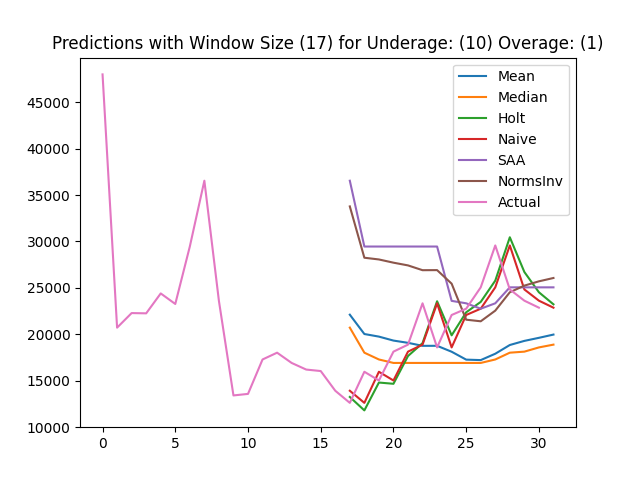 Predictions with Window Size (17) for Underage: (10) Overage: (1)
Mean
Median
Holt
Naive
SAA
NormsInv
Actual
45000
40000
35000
30000
25000
20000
15000
10000
0 5 10 15 20 25 30